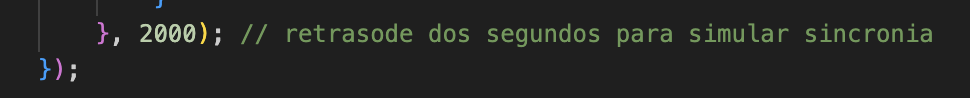 }
}, 2000); // retrasode dos segundos para simular sincronia
});